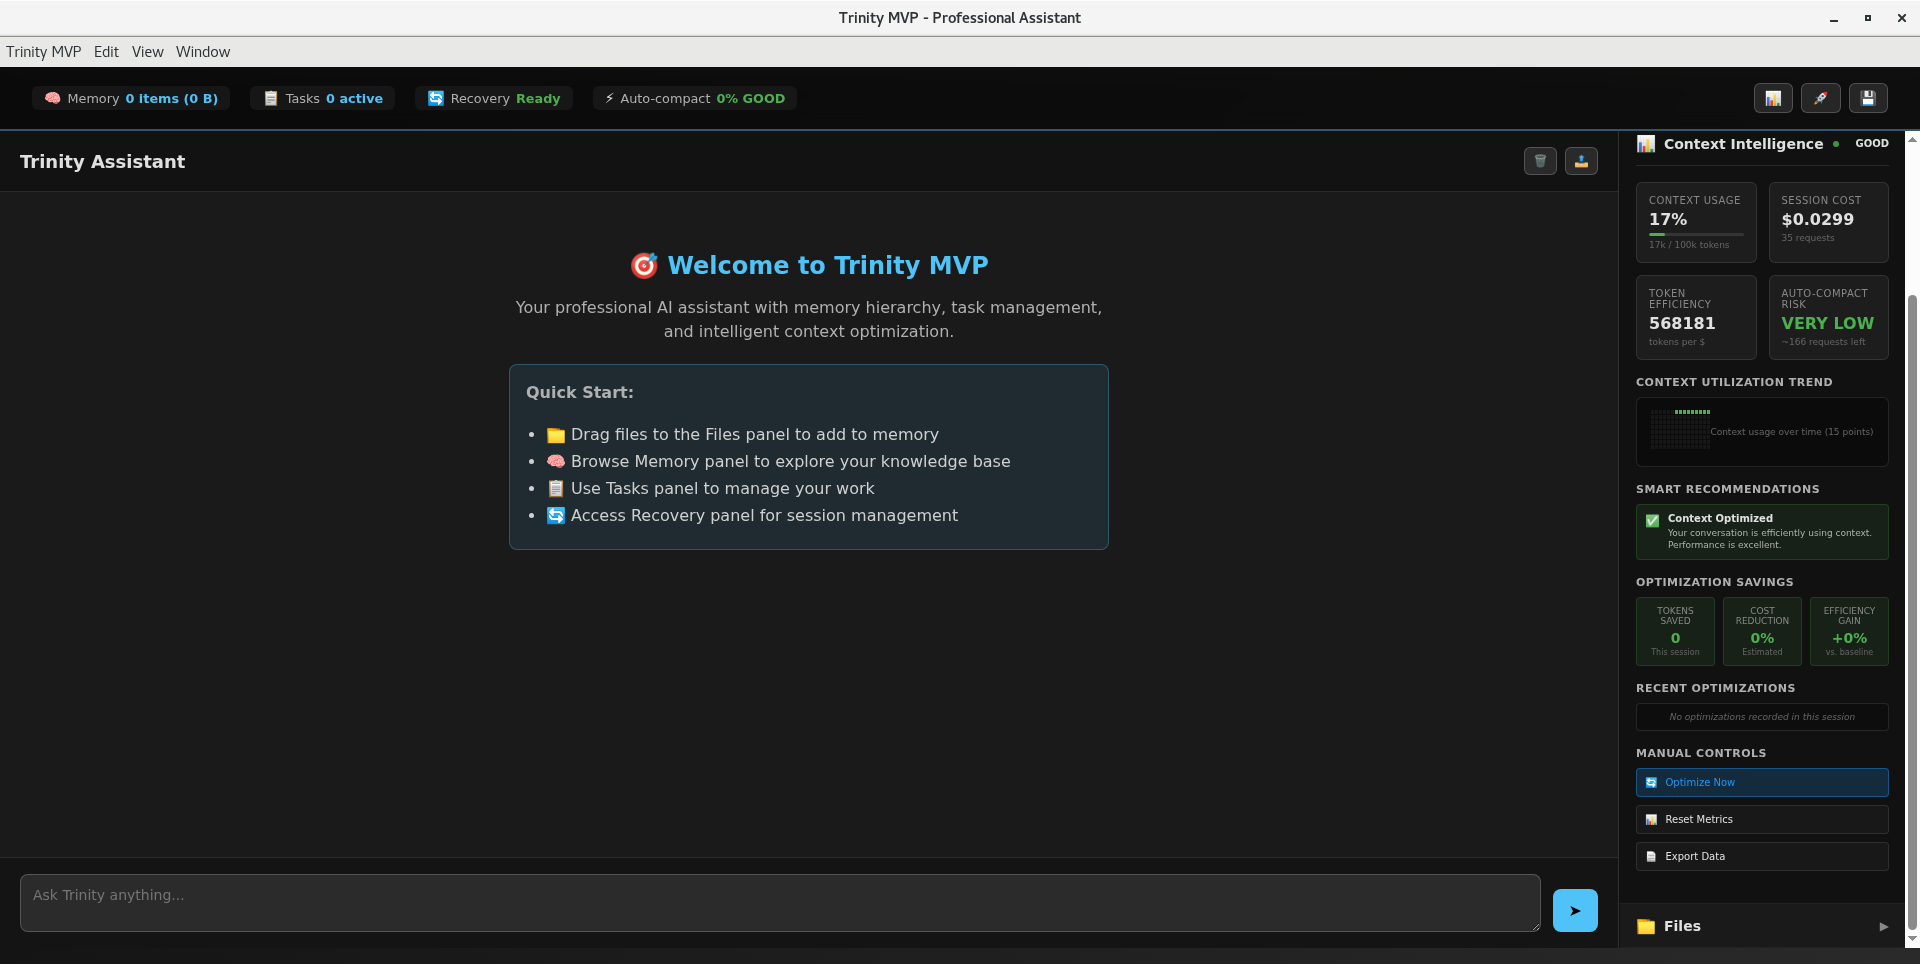 Trinity MVP - Professional Assistant
Trinity MVP Edit View Window
Memory 0 items (0 B)
Tasks 0 active
Recovery Ready
Auto-compact 0% GOOD
Trinity Assistant
Welcome to Trinity MVP
Your professional AI assistant with memory hierarchy, task management,
and intelligent context optimization.
Quick Start:
• Drag files to the Files panel to add to memory
• Browse Memory panel to explore your knowledge base
• Use Tasks panel to manage your work
• Access Recovery panel for session management
Ask Trinity anything...
Context Intelligence GOOD
CONTEXT USAGE
17%
17k / 100k tokens
SESSION COST
$0.0299
35 requests
TOKEN
EFFICIENCY
568181
tokens per $
AUTO-COMPACT
RISK
VERY LOW
~166 requests left
CONTEXT UTILIZATION TREND
Context usage over time (15 points)
SMART RECOMMENDATIONS
Context Optimized
Your conversation is efficiently using context.
Performance is excellent.
OPTIMIZATION SAVINGS
TOKENS
SAVED
0
This session
COST
REDUCTION
0%
Estimated
EFFICIENCY
GAIN
+0%
vs. baseline
RECENT OPTIMIZATIONS
No optimizations recorded in this session
MANUAL CONTROLS
Optimize Now
Reset Metrics
Export Data
Files